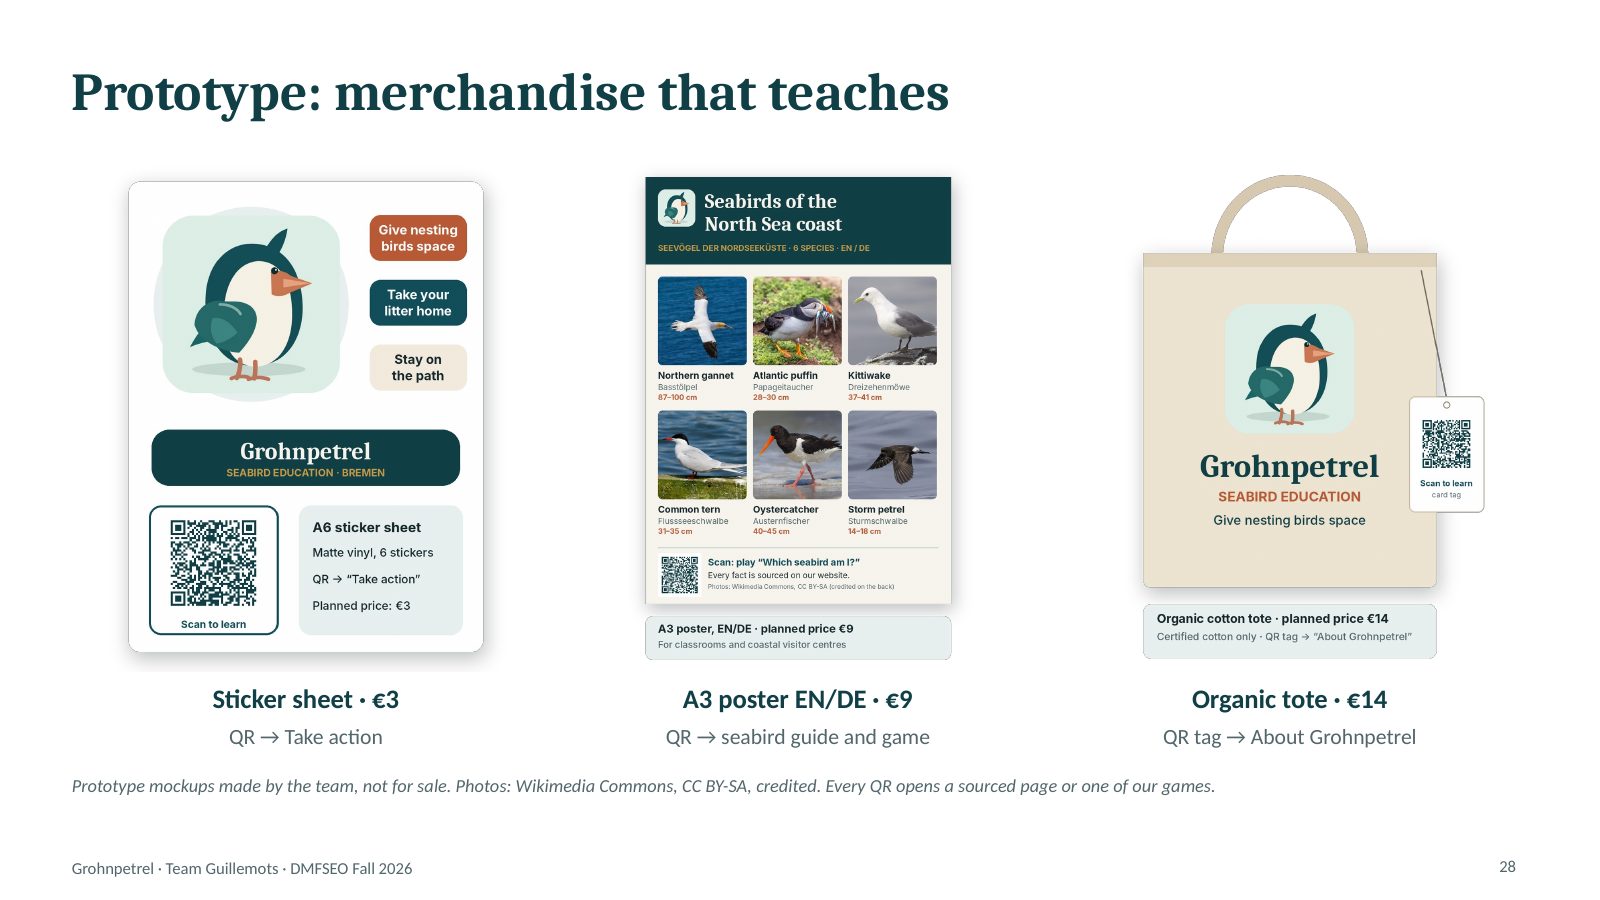 Prototype: merchandise that teaches
Give nesting
birds space
Take your
litter home
Stay on
the path
Grohnpetrel
SEABIRD EDUCATION · BREMEN
Scan to learn
A6 sticker sheet
Matte vinyl, 6 stickers
QR → “Take action”
Planned price: €3
Sticker sheet · €3
QR → Take action
Seabirds of the
North Sea coast
SEEVÖGEL DER NORDSEEKÜSTE · 6 SPECIES · EN / DE
Northern gannet
Basstölpel
87–100 cm
Atlantic puffin
Papageitaucher
28–30 cm
Kittiwake
Dreizehenmöwe
37–41 cm
Common tern
Flussseeschwalbe
31–35 cm
Oystercatcher
Austernfischer
40–45 cm
Storm petrel
Sturmschwalbe
14–18 cm
Scan: play “Which seabird am I?”
Every fact is sourced on our website.
Photos: Wikimedia Commons, CC BY-SA (credited on the back)
A3 poster, EN/DE · planned price €9
For classrooms and coastal visitor centres
A3 poster EN/DE · €9
QR → seabird guide and game
Grohnpetrel
SEABIRD EDUCATION
Give nesting birds space
Scan to learn
card tag
Organic cotton tote · planned price €14
Certified cotton only · QR tag → “About Grohnpetrel”
Organic tote · €14
QR tag → About Grohnpetrel
Prototype mockups made by the team, not for sale. Photos: Wikimedia Commons, CC BY-SA, credited. Every QR opens a sourced page or one of our games.
Grohnpetrel · Team Guillemots · DMFSEO Fall 2026
28